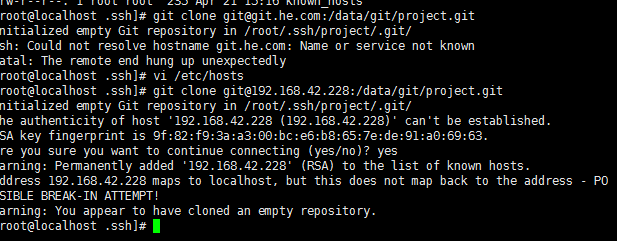 rw-r--r--. 1 root root 235 Apr 21 15:16 known_hosts
root@localhost .ssh]# git clone git@git.he.com:/data/git/project.git
nitialized empty Git repository in /root/.ssh/project/.git/
sh: Could not resolve hostname git.he.com: Name or service not known
atal: The remote end hung up unexpectedly
root@localhost .ssh]# vi /etc/hosts
root@localhost .ssh]# git clone git@192.168.42.228:/data/git/project.git
nitialized empty Git repository in /root/.ssh/project/.git/
he authenticity of host '192.168.42.228 (192.168.42.228)' can't be established.
SA key fingerprint is 9f:82:f9:3a:a3:00:bc:e6:b8:65:7e:de:91:a0:69:63.
re you sure you want to continue connecting (yes/no)? yes
arning: Permanently added '192.168.42.228' (RSA) to the list of known hosts.
ddress 192.168.42.228 maps to localhost, but this does not map back to the address - PO
SIBLE BREAK-IN ATTEMPT!
arning: You appear to have cloned an empty repository.
root@localhost .ssh]#